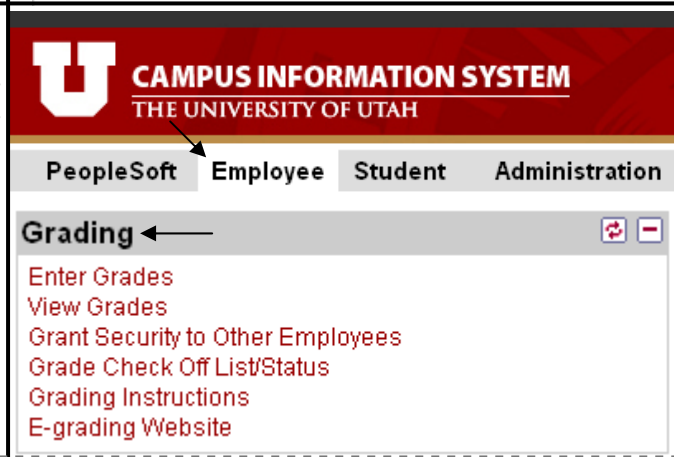 U
CAMPUS INFORMATION SYSTEM
THE UNIVERSITY OF UTAH
PeopleSoft Employee Student Administration
Grading
Enter Grades
View Grades
Grant Security to Other Employees
Grade Check Off List/Status
Grading Instructions
E-grading Website